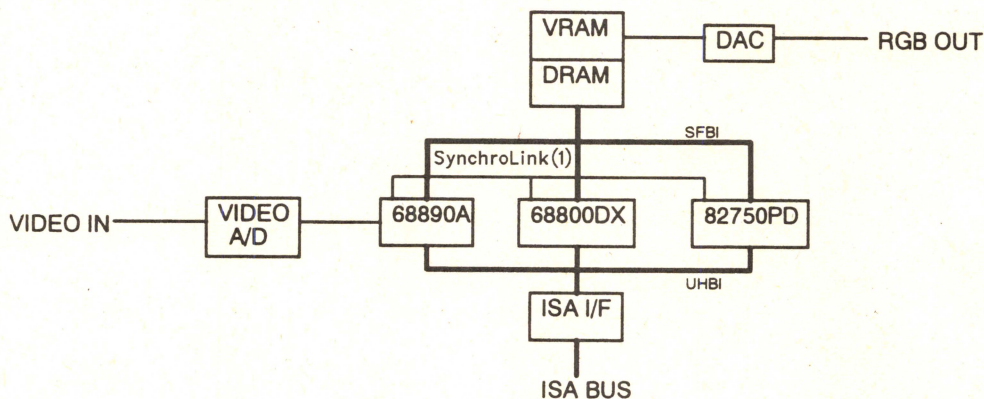 VRAM
DAC
RGB OUT
DRAM
SFBI
SynchroLink(1)
VIDEO IN
VIDEO
A/D
68890A
68800DX
82750PD
UHBI
ISA I/F
ISA BUS